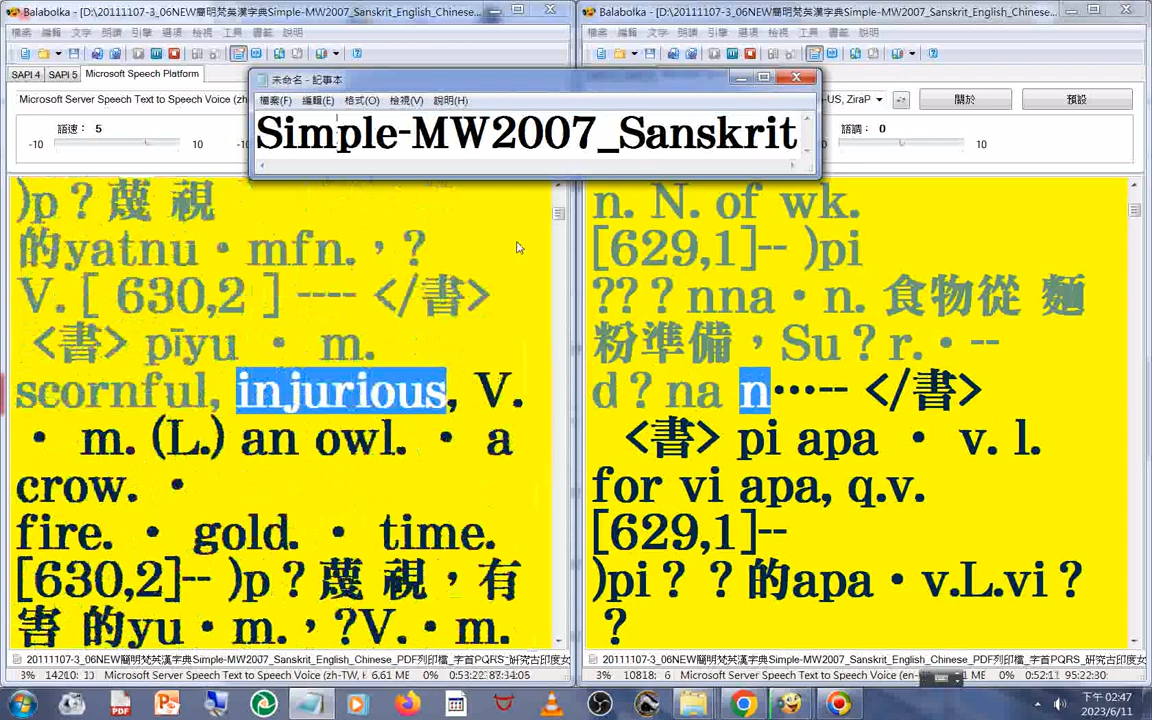 Balabolka - [D:\20111107-3_06NEW簡明梵英漢字典Simple-MW2007_Sanskrit_English_Chinese...
檔案 編輯 文字 朗讀 引擎 選項 檢視 工具 書籤 說明
SAPI 4 SAPI 5 Microsoft Speech Platform
Microsoft Server Speech Text to Speech Voice (zh
語速： 5
-10 10 -10
)p？蔑 視
的yatnu·mfn.，？
V. [ 630,2 ] ---- </書>
<書> pīyu · m.
scornful, injurious, V.
· m. (L.) an owl. · a
crow. ·
fire. · gold. · time.
[630,2]-- )p？蔑 視，有
害 的yu·m.，?V.·m.
20111107-3_06NEW簡明梵英漢字典Simple-MW2007_Sanskrit_English_Chinese_PDF列印檔_字首PQRS_研究古印度女
3% Microsoft Server Speech Text to Speech Voice (zh-TW, 6.61 MB 0%
未命名 - 記事本
檔案(F) 編輯(E) 格式(O) 檢視(V) 說明(H)
Simple-MW2007_Sanskrit
Balabolka - [D:\20111107-3_06NEW簡明梵英漢字典Simple-MW2007_Sanskrit_English_Chinese...
檔案 編輯 文字 朗讀 引擎 選項 檢視 工具 書籤 說明
-US, ZiraP 關於 預設
語調： 0
10
n. N. of wk.
[629,1]-- )pi
??？nna·n. 食物從 麵
粉準備，Su？r.·--
d？na n…-- </書>
<書> pi apa · v. l.
for vi apa, q.v.
[629,1]--
)pi？？的apa·v.L.vi？
？
20111107-3_06NEW簡明梵英漢字典Simple-MW2007_Sanskrit_English_Chinese_PDF列印檔_字首PQRS_研究古印度女
3% 10818: Microsoft Server Speech Text to Speech Voice (en-U MB 0% 95:22:30
下午 02:47
2023/6/11